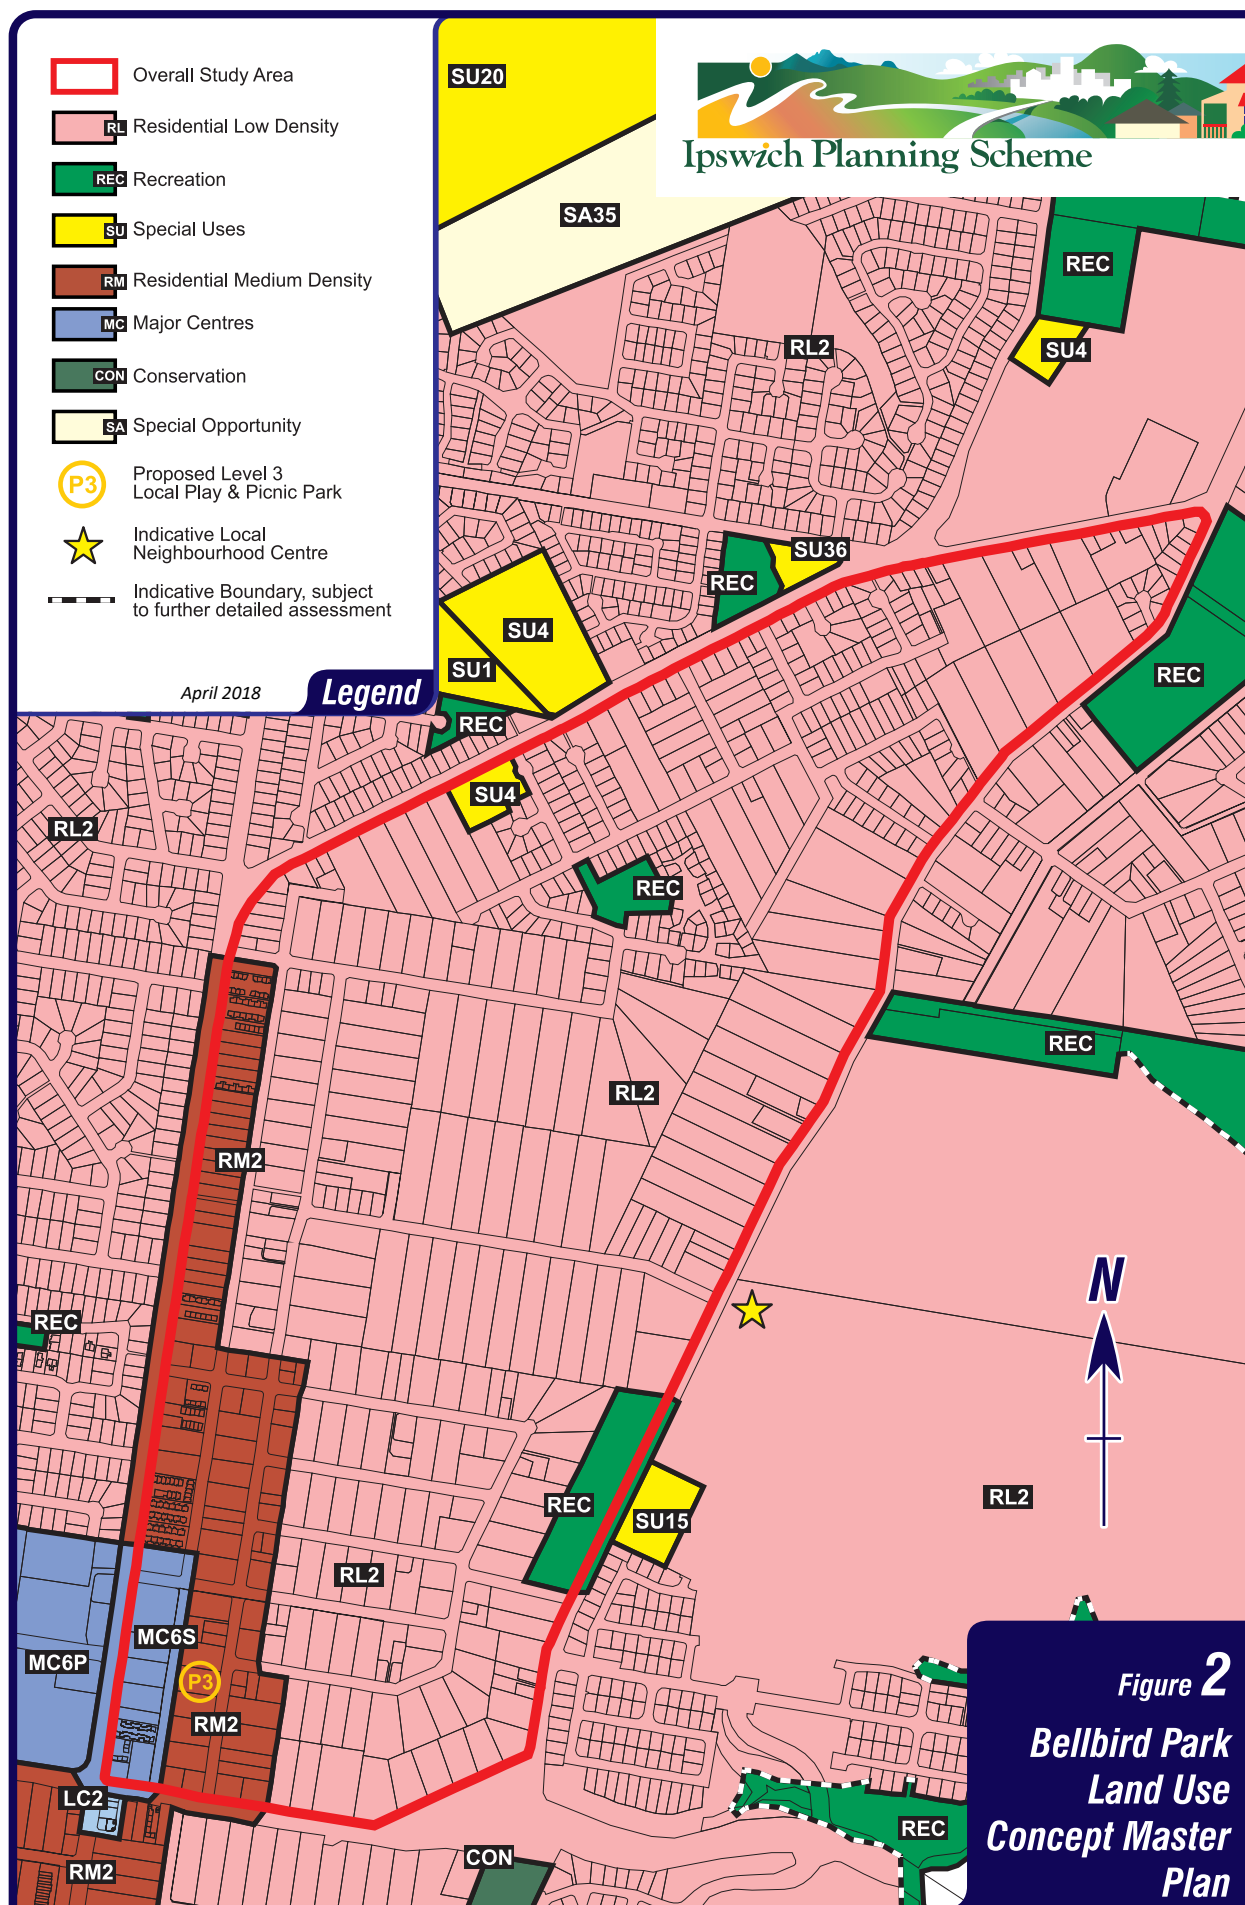 Overall Study Area
RL Residential Low Density
REC Recreation
SU Special Uses
RM Residential Medium Density
MC Major Centres
CON Conservation
SA Special Opportunity
P3 Proposed Level 3
Local Play & Picnic Park
Indicative Local
Neighbourhood Centre
Indicative Boundary, subject
to further detailed assessment
April 2018
Legend
Ipswich Planning Scheme
SU20
SA35
REC
SU4
RL2
SU36
REC
SU4
SU1
REC
REC
SU4
RL2
REC
REC
RL2
RM2
N
REC
RL2
REC
SU15
RL2
MC6S
MC6P
P3
RM2
LC2
REC
CON
RM2
Figure 2
Bellbird Park
Land Use
Concept Master
Plan